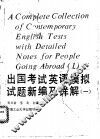 A Complete Collection
of Contemporary
English Tests
with Detailed
Notes for People
Going Abroad (1)
出国考试英语模拟
试题新编及详解(一)